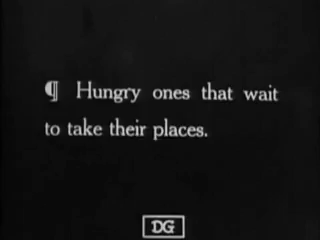 ¶ Hungry ones that wait
to take their places.
DG